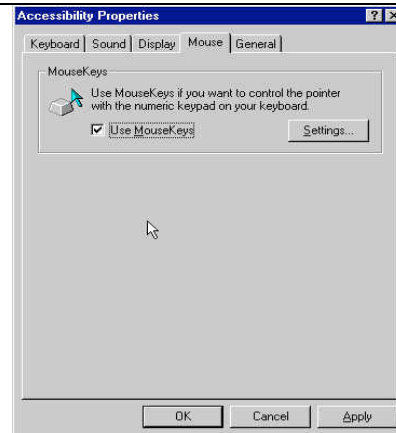 Accessibility Properties
Keyboard Sound Display Mouse General
MouseKeys
Use MouseKeys if you want to control the pointer
with the numeric keypad on your keyboard.
Use MouseKeys Settings...
OK Cancel Apply